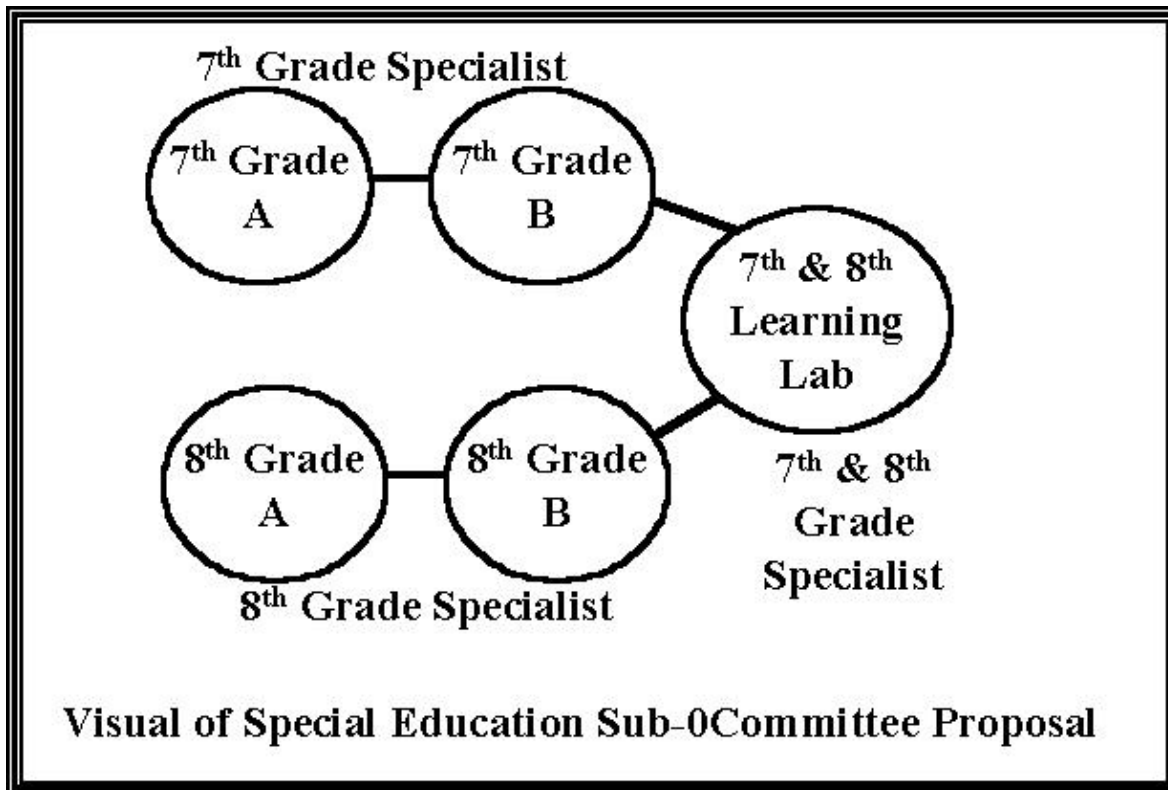 7th Grade Specialist
7th Grade
A
7th Grade
B
7th & 8th
Learning
Lab
8th Grade
A
8th Grade
B
8th Grade Specialist
7th & 8th
Grade
Specialist
Visual of Special Education Sub-0Committee Proposal